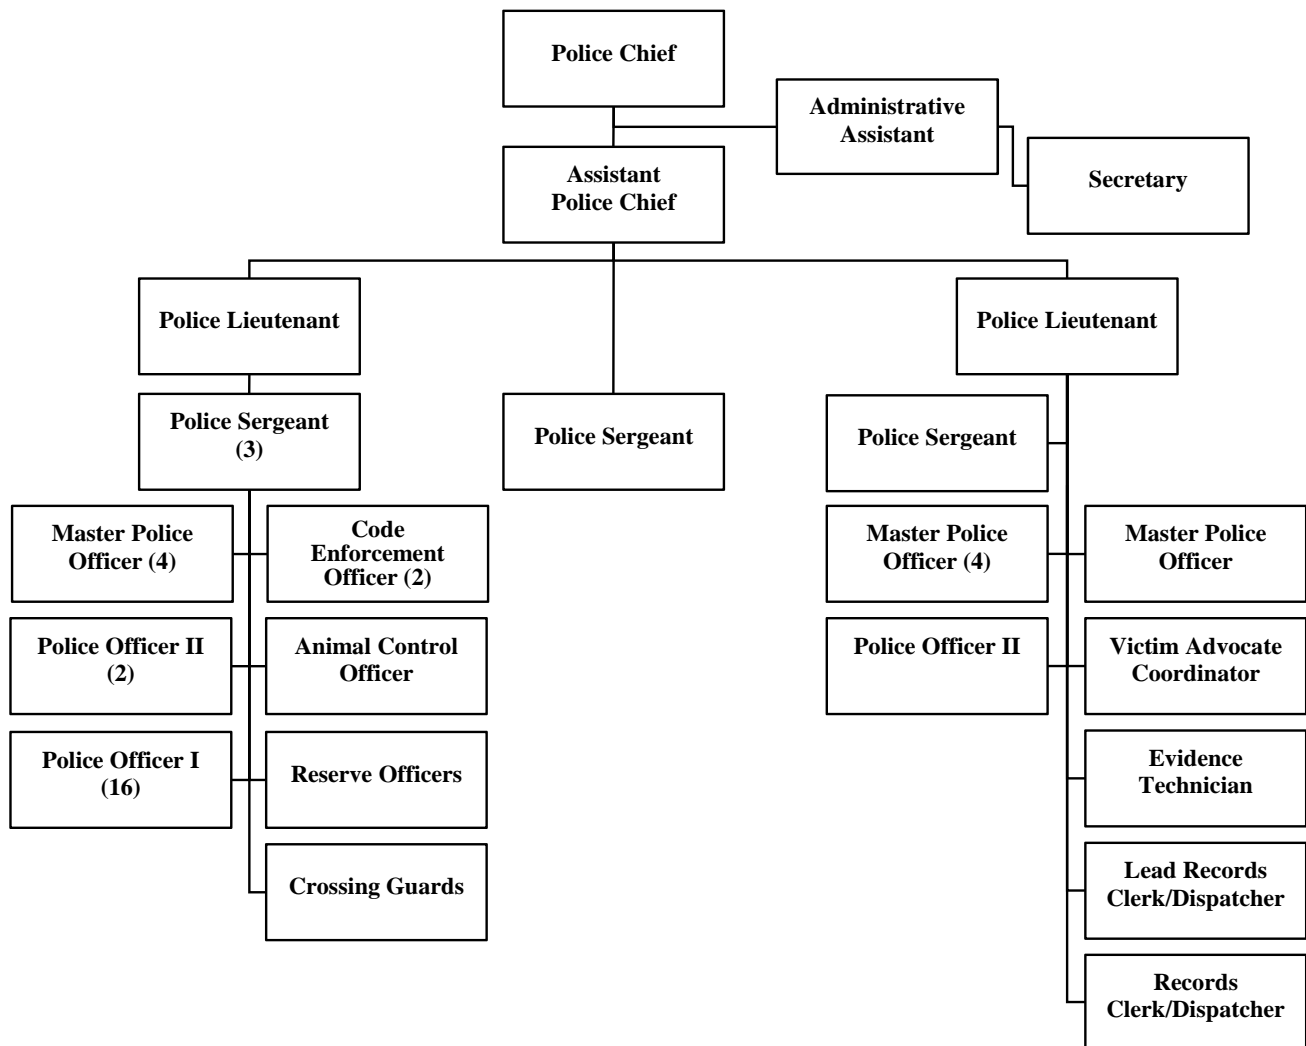 Police Chief
Administrative
Assistant
Assistant
Police Chief
Secretary
Police Lieutenant
Police Lieutenant
Police Sergeant
(3)
Police Sergeant
Police Sergeant
Master Police
Officer (4)
Code
Enforcement
Officer (2)
Master Police
Officer (4)
Master Police
Officer
Police Officer II
(2)
Animal Control
Officer
Police Officer II
Victim Advocate
Coordinator
Police Officer I
(16)
Reserve Officers
Evidence
Technician
Crossing Guards
Lead Records
Clerk/Dispatcher
Records
Clerk/Dispatcher